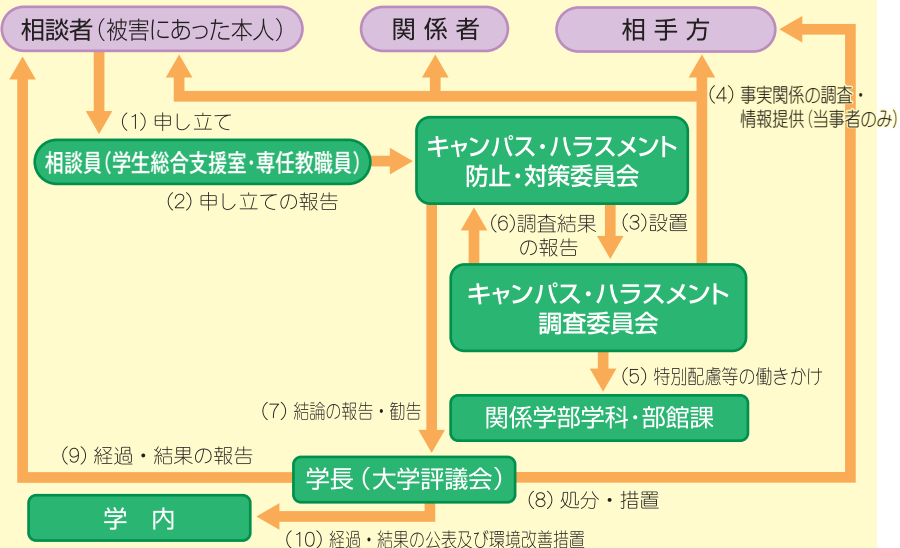 相談者(被害にあった本人)
関係者
相手方
(4) 事実関係の調査・
情報提供(当事者のみ)
(1) 申し立て
相談員(学生総合支援室・専任教職員)
(2) 申し立ての報告
キャンパス・ハラスメント
防止・対策委員会
(6)調査結果
の報告
(3)設置
キャンパス・ハラスメント
調査委員会
(5) 特別配慮等の働きかけ
関係学部学科・部館課
(7) 結論の報告・勧告
(9) 経過・結果の報告
学長(大学評議会)
(8) 処分・措置
学 内
(10) 経過・結果の公表及び環境改善措置